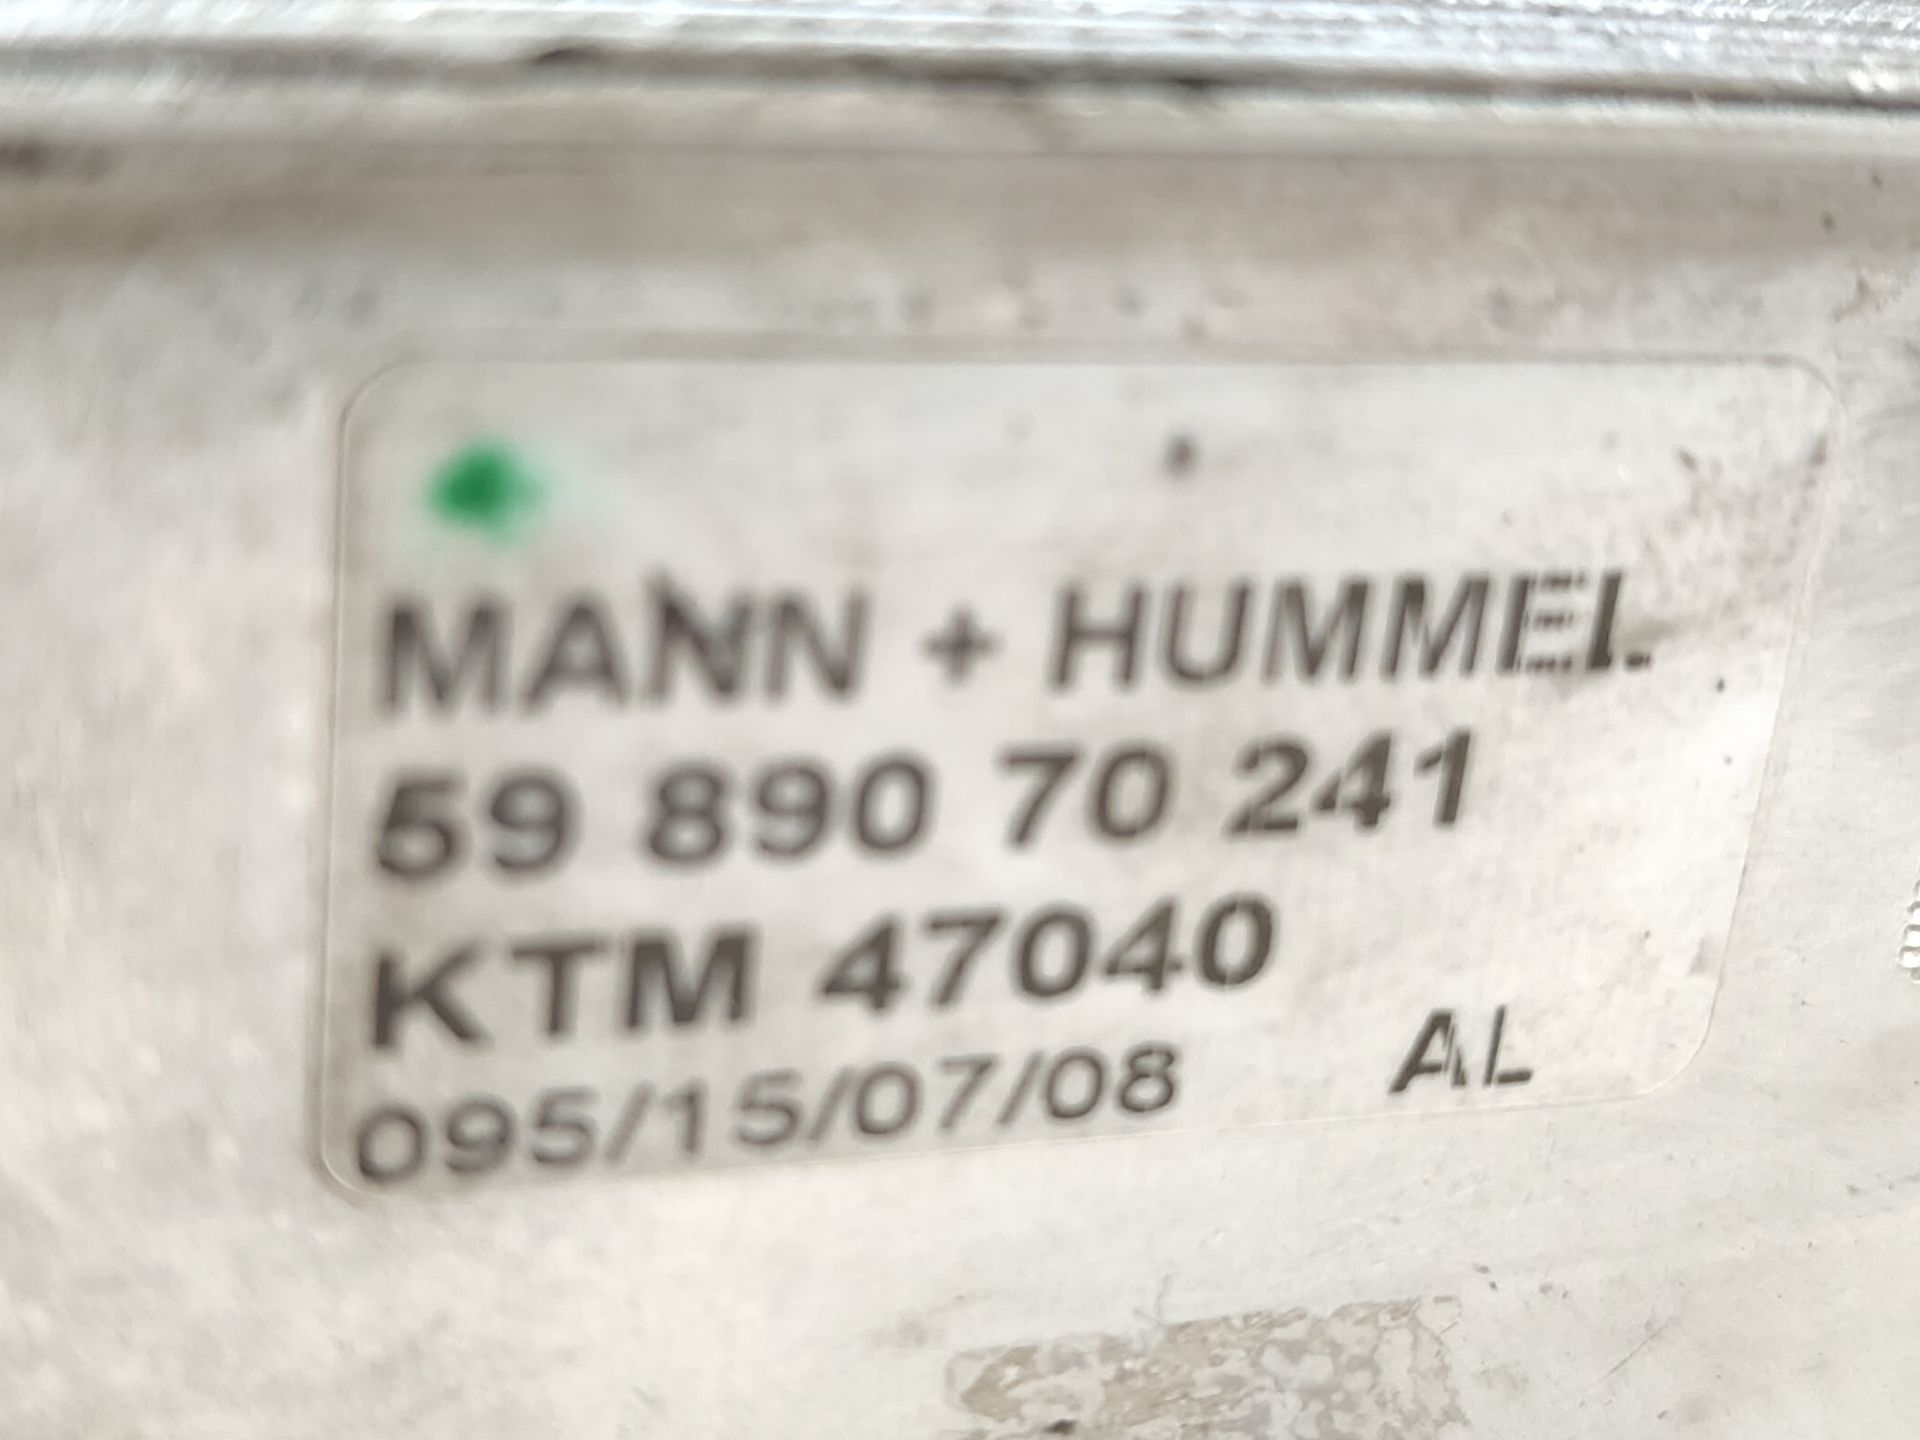 MANN + HUMMEL
59 890 70 241
KTM 47040
095/15/07/08 AL